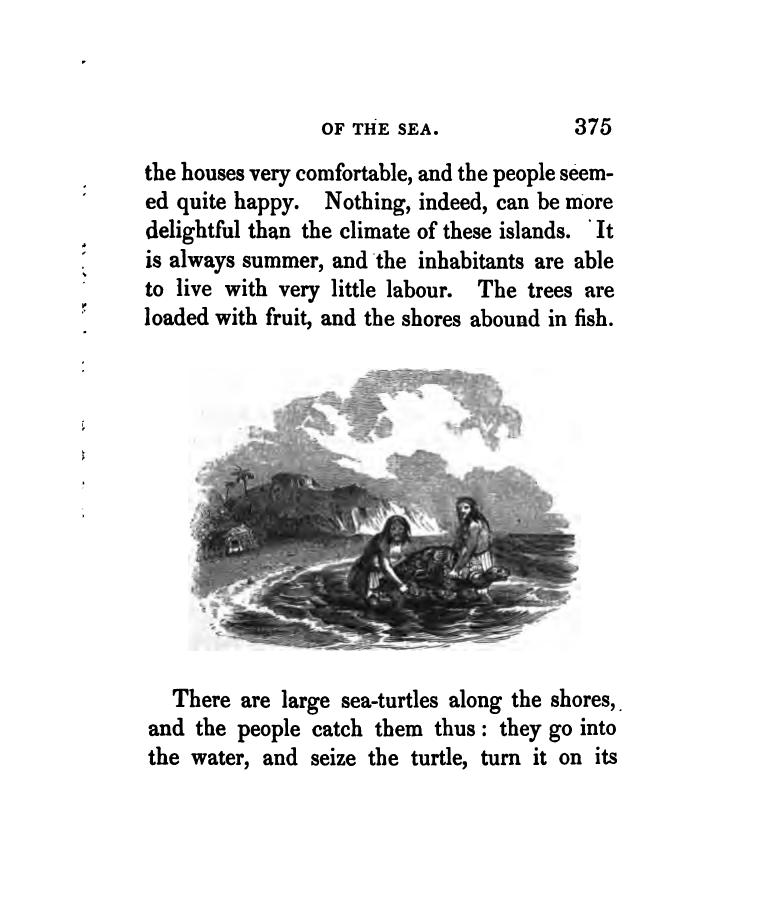 OF THE SEA. 375
the houses very comfortable, and the people seem-
ed quite happy. Nothing, indeed, can be more
delightful than the climate of these islands. It
is always summer, and the inhabitants are able
to live with very little labour. The trees are
loaded with fruit, and the shores abound in fish.
There are large sea-turtles along the shores,
and the people catch them thus : they go into
the water, and seize the turtle, turn it on its